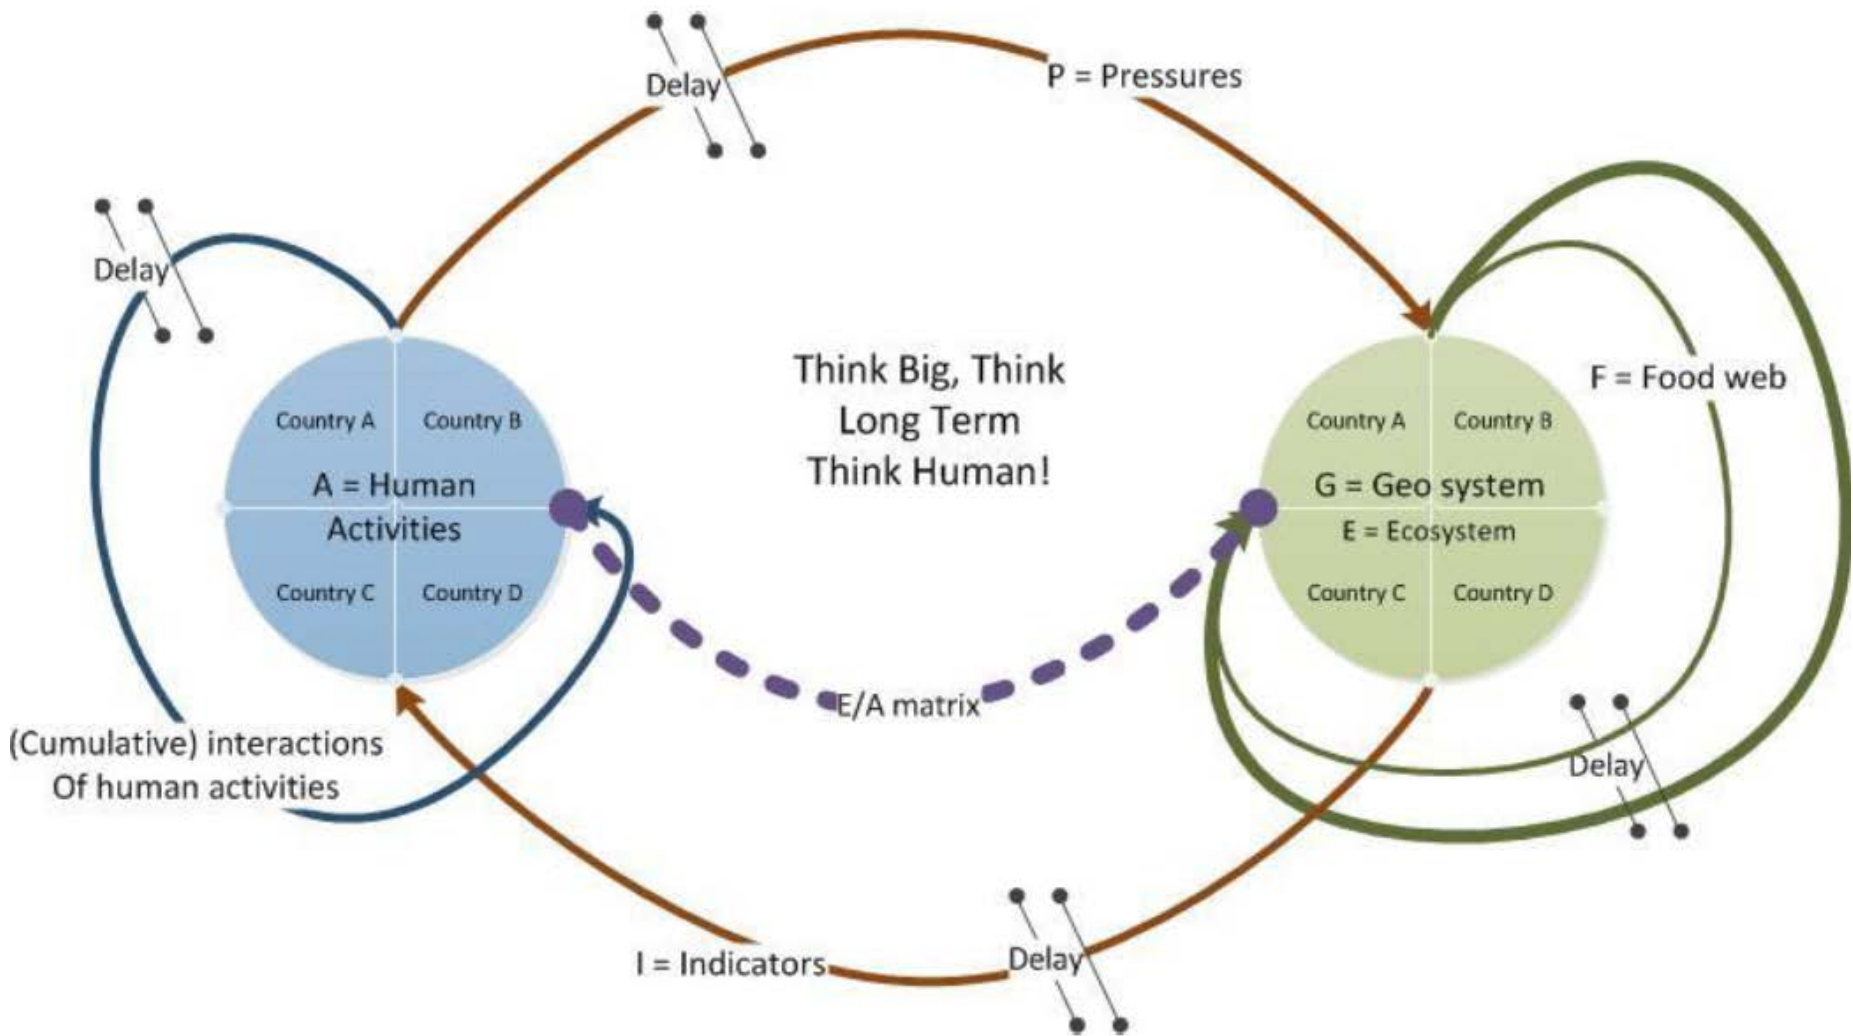 Delay
P = Pressures
Delay
Think Big, Think
Long Term
Think Human!
F = Food web
Country A
Country B
A = Human
Activities
Country C
Country D
Country A
Country B
G = Geo system
E = Ecosystem
Country C
Country D
E/A matrix
(Cumulative) interactions
Of human activities
Delay
I = Indicators
Delay